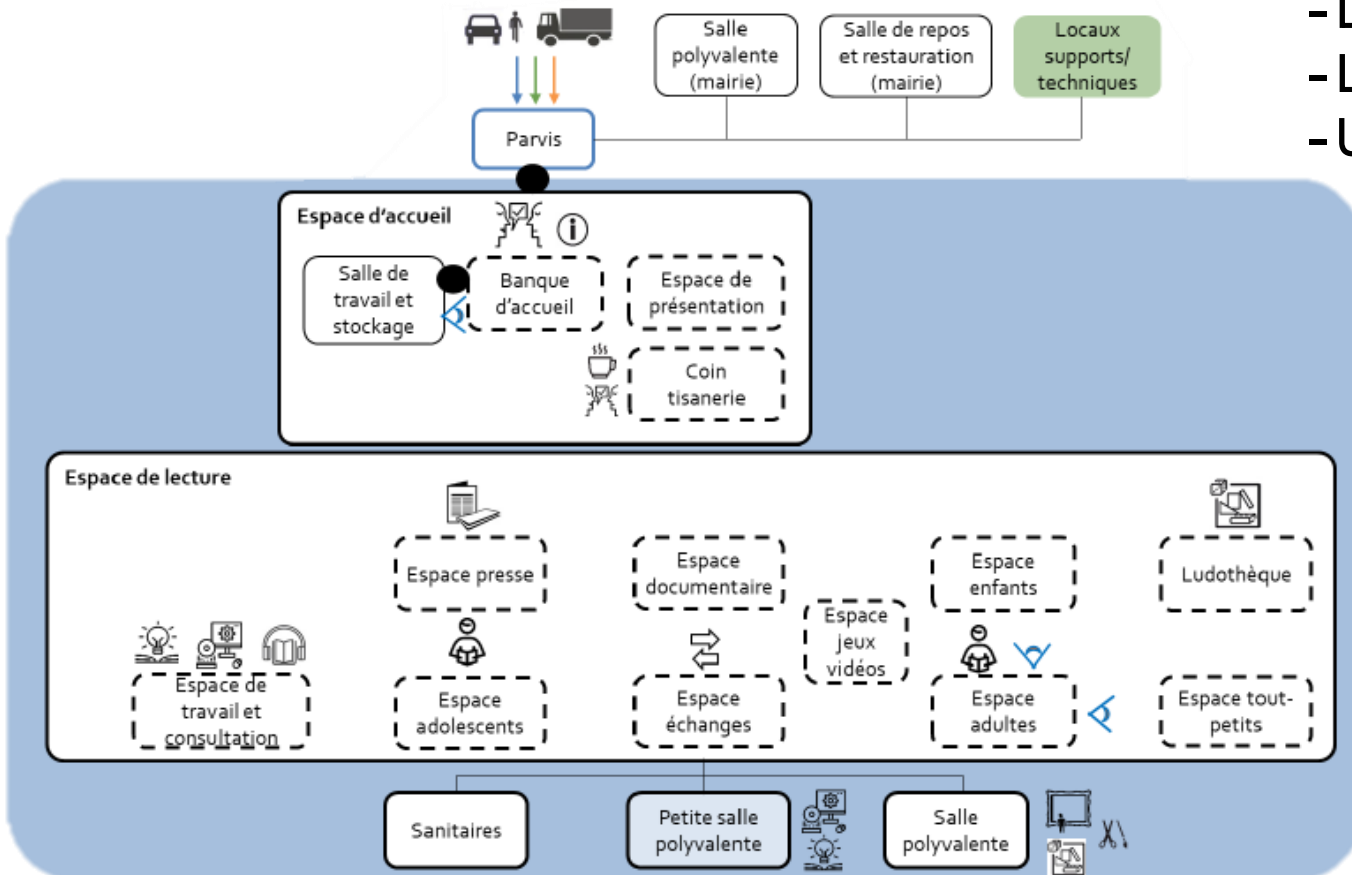 Salle
polyvalente
(mairie)
Salle de repos
et restauration
(mairie)
Locaux
supports/
techniques
Parvis
Espace d'accueil
Salle de
travail et
stockage
Banque
d'accueil
Espace de
présentation
Coin
tisanerie
Espace de lecture
Espace presse
Espace
documentaire
Espace
enfants
Ludothèque
Espace
jeux
vidéos
Espace de
travail et
consultation
Espace
adolescents
Espace
échanges
Espace
adultes
Espace tout-
petits
Sanitaires
Petite salle
polyvalente
Salle
polyvalente